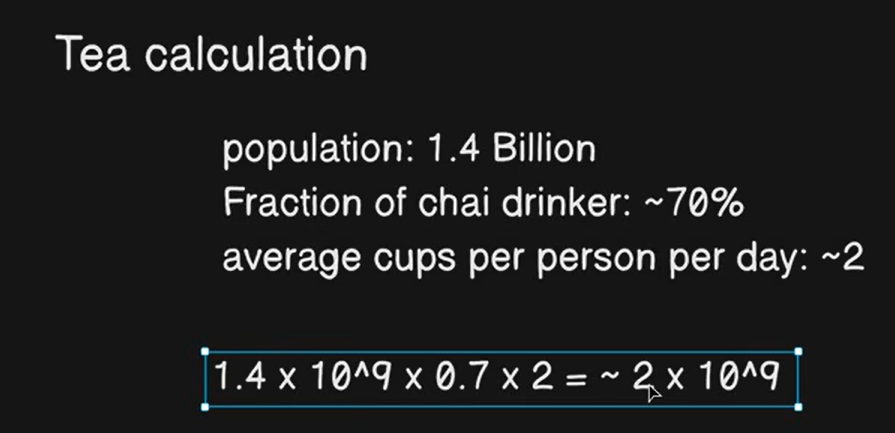 Tea calculation
population: 1.4 Billion
Fraction of chai drinker: ~70%
average cups per person per day: ~2
1.4 x 10^9 x 0.7 x 2 = ~ 2 x 10^9